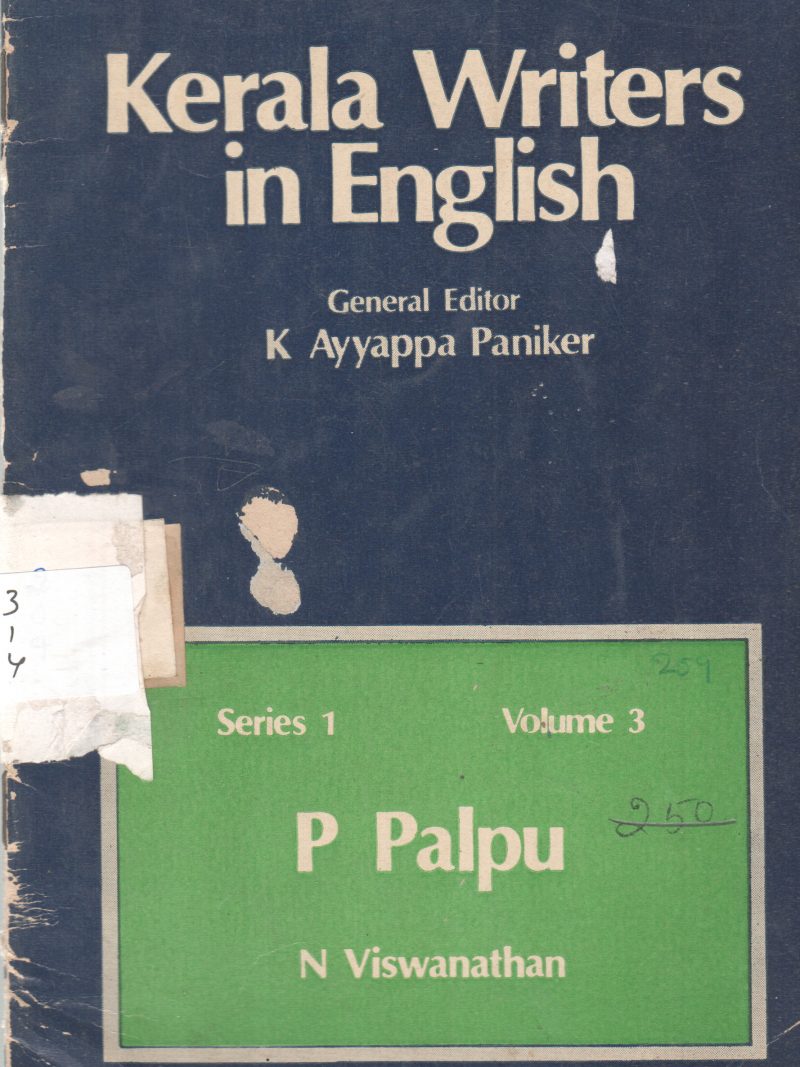 Kerala Writers
in English
General Editor
K Ayyappa Paniker
3
1
4
259
Series 1 Volume 3
250
P Palpu
N Viswanathan